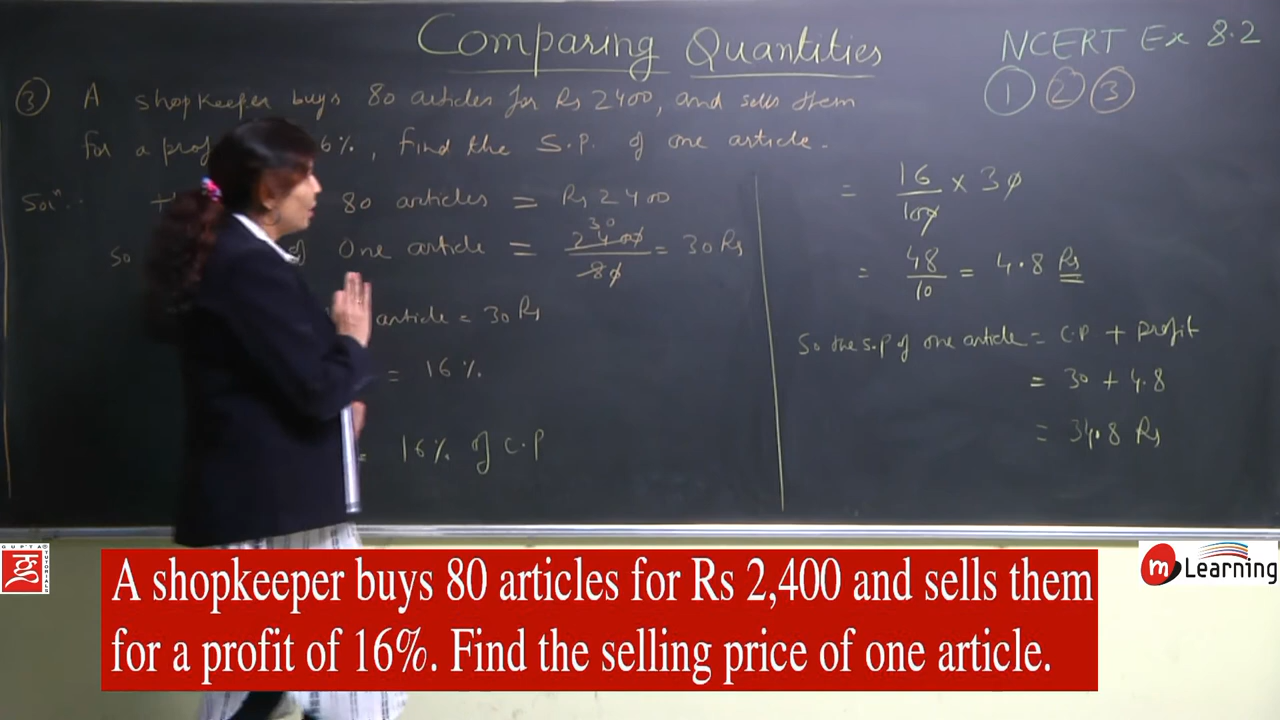 Comparing Quantities
NCERT Ex 8.2
① ② ③
③ A shopkeeper buys 80 articles for Rs 2400, and sells them
for a prof 6%, find the S.P. of one article.
Soln:- 80 articles = Rs 2400
So of One article = 2400/80 = 30 Rs
30
article = 30 Rs
= 16%
= 16% of C.P
= 16/100 × 30
= 48/10 = 4.8 Rs
So the s.p of one article = C.P + Profit
= 30 + 4.8
= 34.8 Rs
GUPTA TUTORIALS
g
A shopkeeper buys 80 articles for Rs 2,400 and sells them
for a profit of 16%. Find the selling price of one article.
m Learning